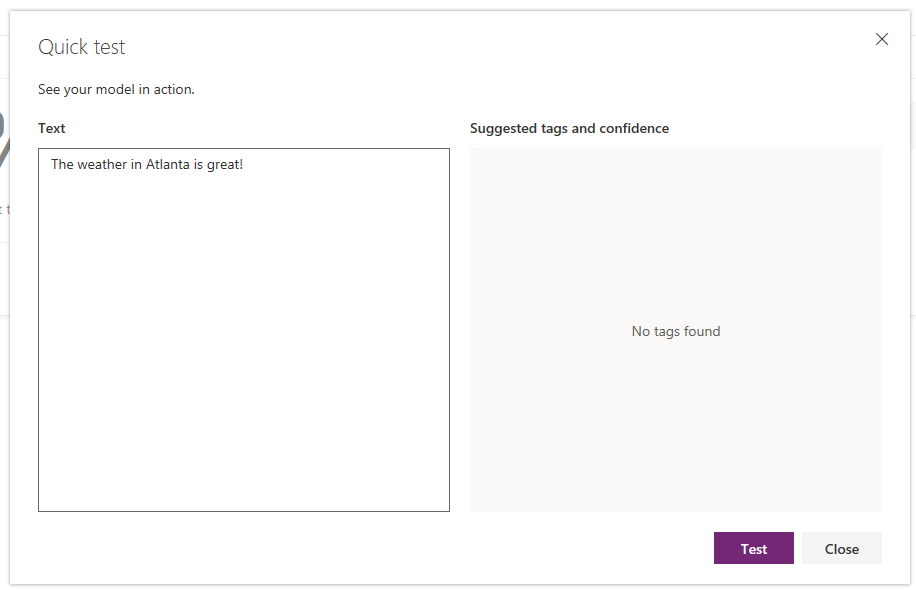 Quick test
See your model in action.
Text
Suggested tags and confidence
The weather in Atlanta is great!
No tags found
Test
Close